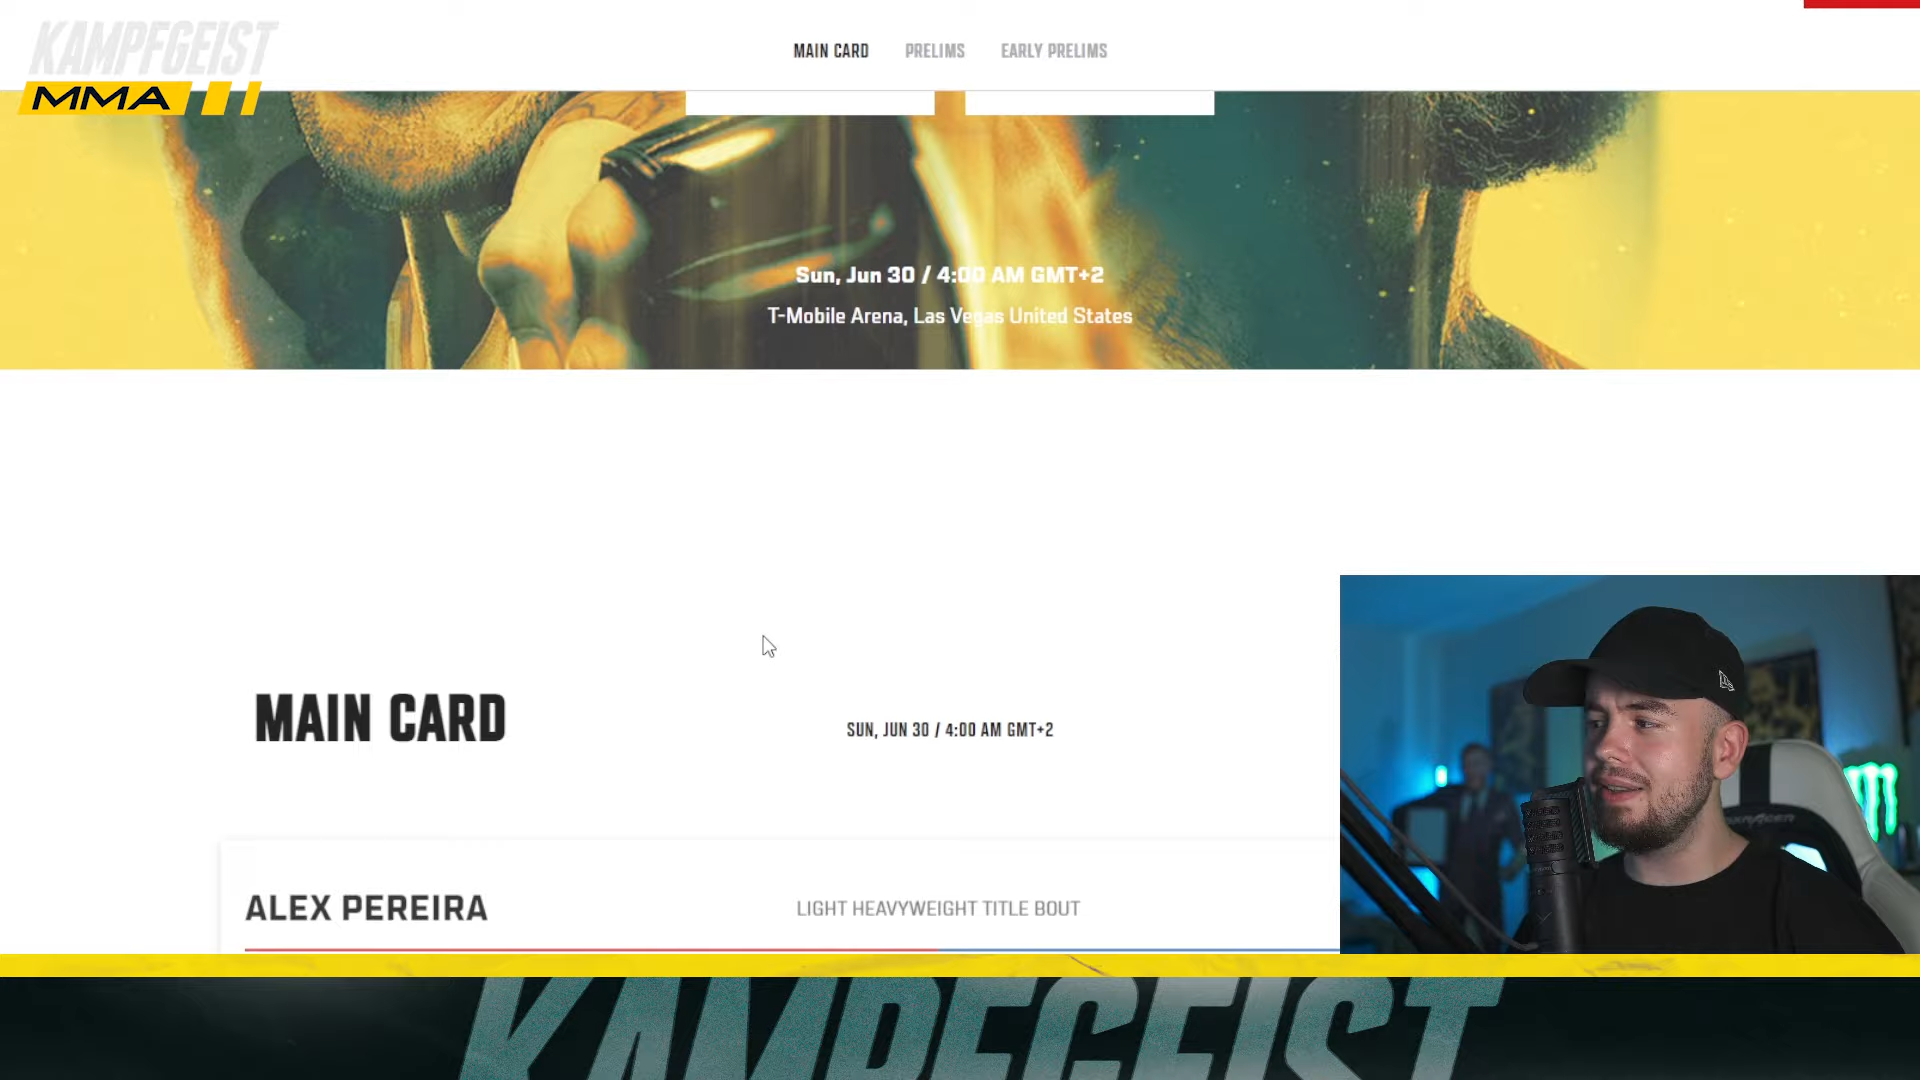 KAMPFGEIST
MMA
MAIN CARD PRELIMS EARLY PRELIMS
Sun, Jun 30 / 4:00 AM GMT+2
T-Mobile Arena, Las Vegas United States
MAIN CARD
SUN, JUN 30 / 4:00 AM GMT+2
ALEX PEREIRA
LIGHT HEAVYWEIGHT TITLE BOUT
KAMPFGEIST